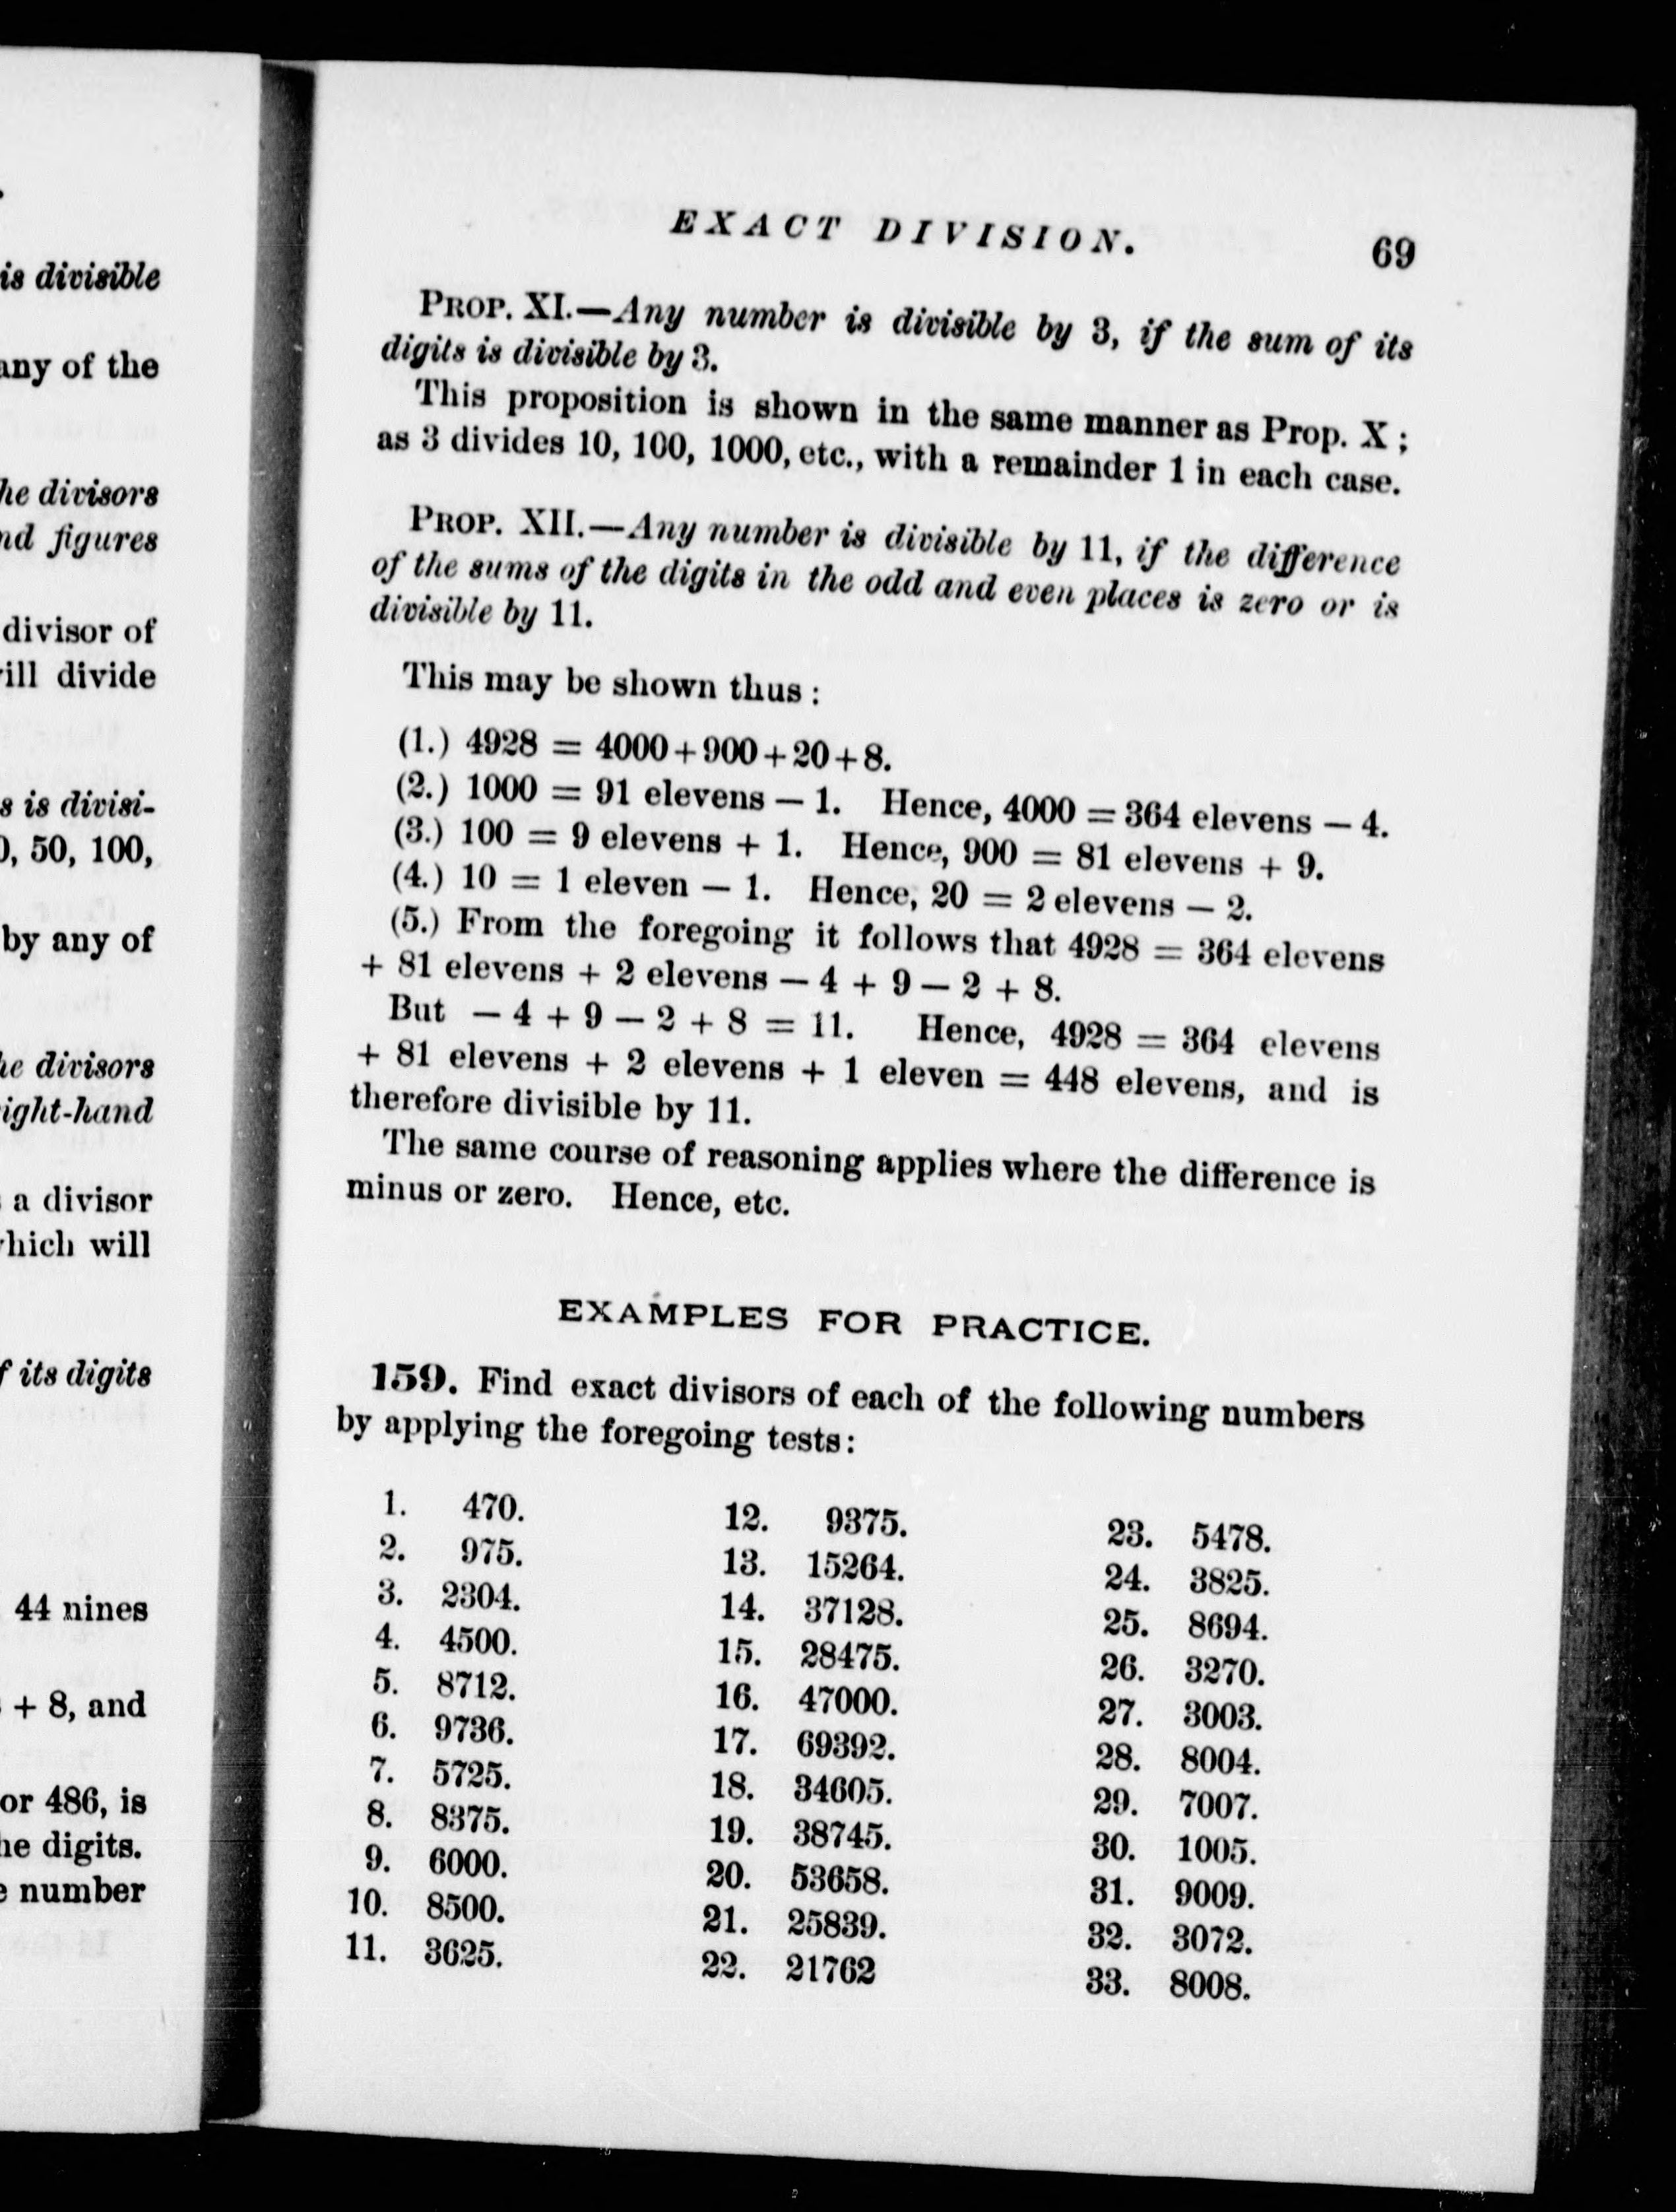 is divisible
any of the
he divisors
nd figures
divisor of
ill divide
s is divisi-
0, 50, 100,
by any of
he divisors
ight-hand
a divisor
hich will
f its digits
44 nines
+ 8, and
or 486, is
he digits.
number
EXACT DIVISION. 69
PROP. XI.—Any number is divisible by 3, if the sum of its
digits is divisible by 3.
This proposition is shown in the same manner as Prop. X ;
as 3 divides 10, 100, 1000, etc., with a remainder 1 in each case.
PROP. XII.—Any number is divisible by 11, if the difference
of the sums of the digits in the odd and even places is zero or is
divisible by 11.
This may be shown thus :
(1.) 4928 = 4000 + 900 + 20 + 8.
(2.) 1000 = 91 elevens — 1. Hence, 4000 = 364 elevens — 4.
(3.) 100 = 9 elevens + 1. Hence, 900 = 81 elevens + 9.
(4.) 10 = 1 eleven — 1. Hence, 20 = 2 elevens — 2.
(5.) From the foregoing it follows that 4928 = 364 elevens
+ 81 elevens + 2 elevens — 4 + 9 — 2 + 8.
But — 4 + 9 — 2 + 8 = 11. Hence, 4928 = 364 elevens
+ 81 elevens + 2 elevens + 1 eleven = 448 elevens, and is
therefore divisible by 11.
The same course of reasoning applies where the difference is
minus or zero. Hence, etc.
EXAMPLES FOR PRACTICE.
159. Find exact divisors of each of the following numbers
by applying the foregoing tests:
1. 470.
2. 975.
3. 2304.
4. 4500.
5. 8712.
6. 9736.
7. 5725.
8. 8375.
9. 6000.
10. 8500.
11. 3625.
12. 9375.
13. 15264.
14. 37128.
15. 28475.
16. 47000.
17. 69392.
18. 34605.
19. 38745.
20. 53658.
21. 25839.
22. 21762
23. 5478.
24. 3825.
25. 8694.
26. 3270.
27. 3003.
28. 8004.
29. 7007.
30. 1005.
31. 9009.
32. 3072.
33. 8008.